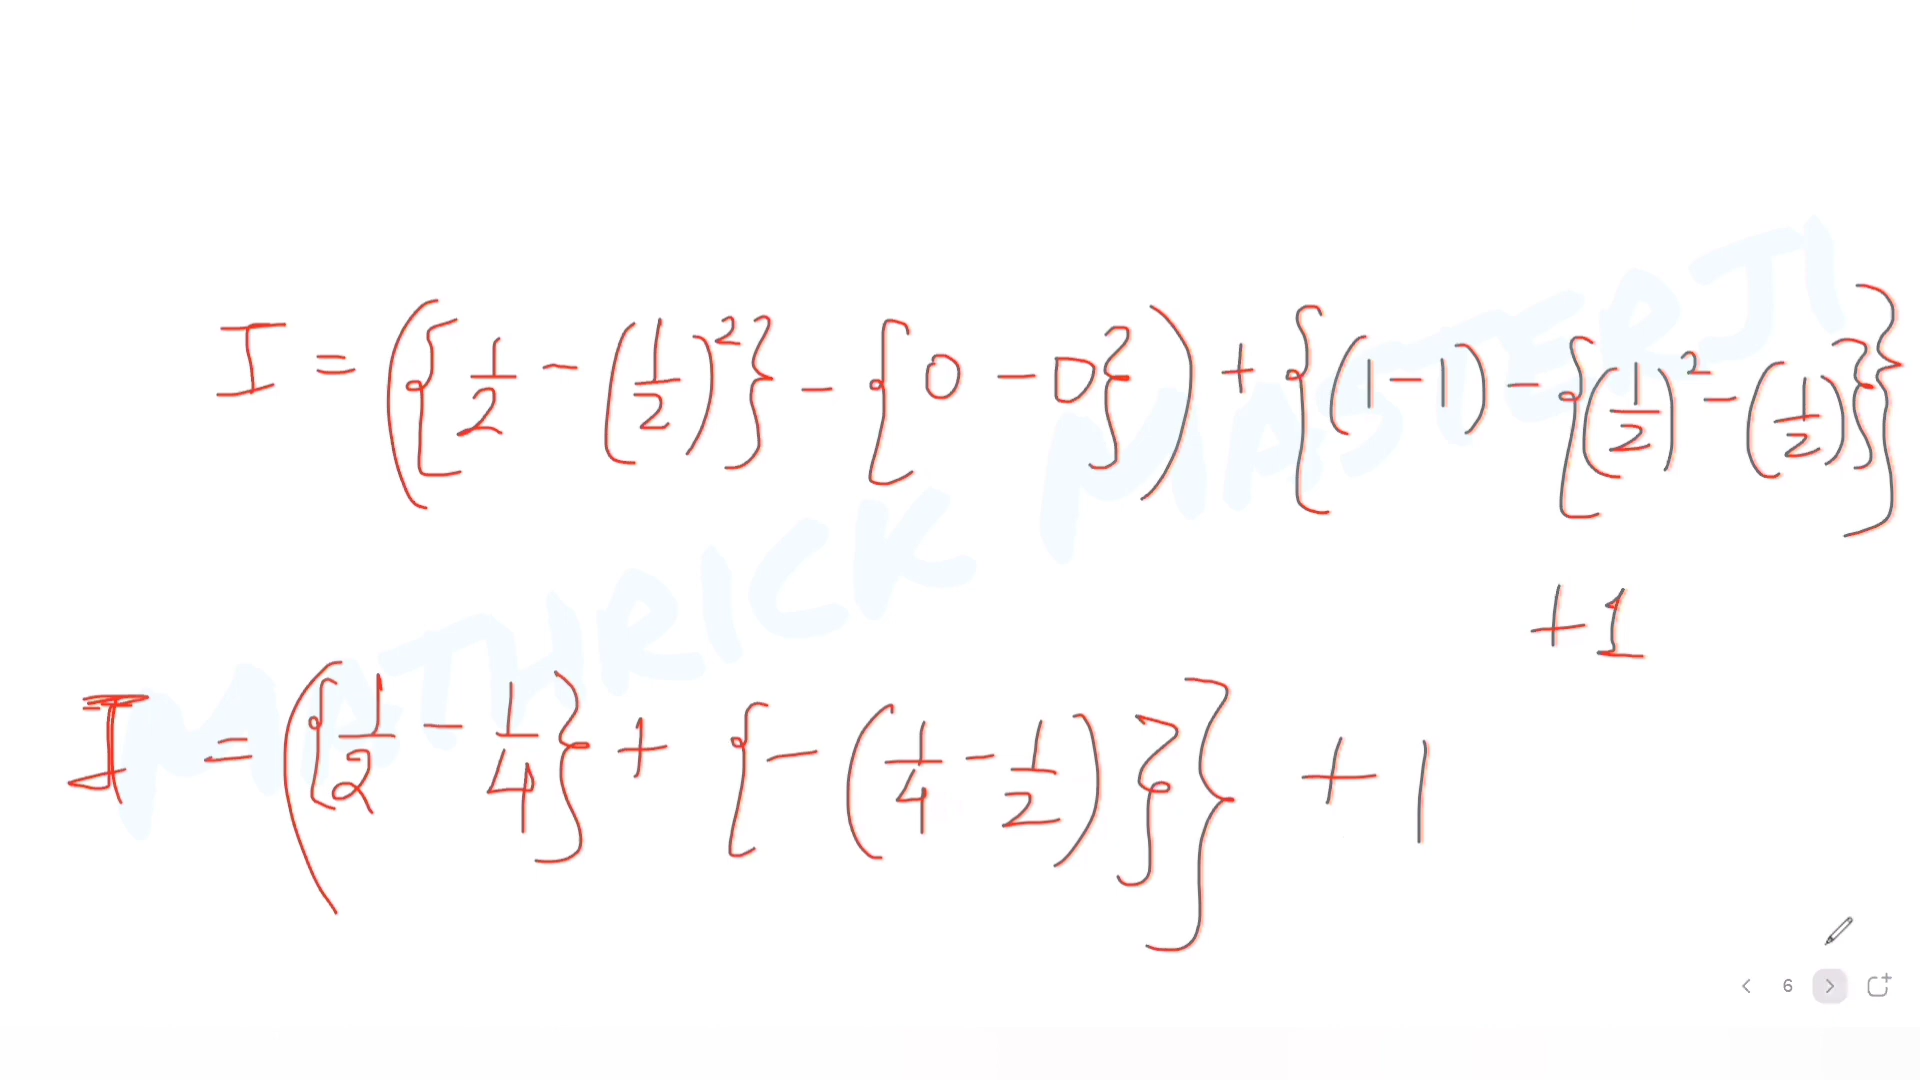 I = ({1/2 - (1/2)²} - {0 - 0}) + {(1-1) - {(1/2)² - (1/2)}}
+1
I = ({1/2 - 1/4} + {-(1/4 - 1/2)}} + 1
MATHRICK MASTERJI
6